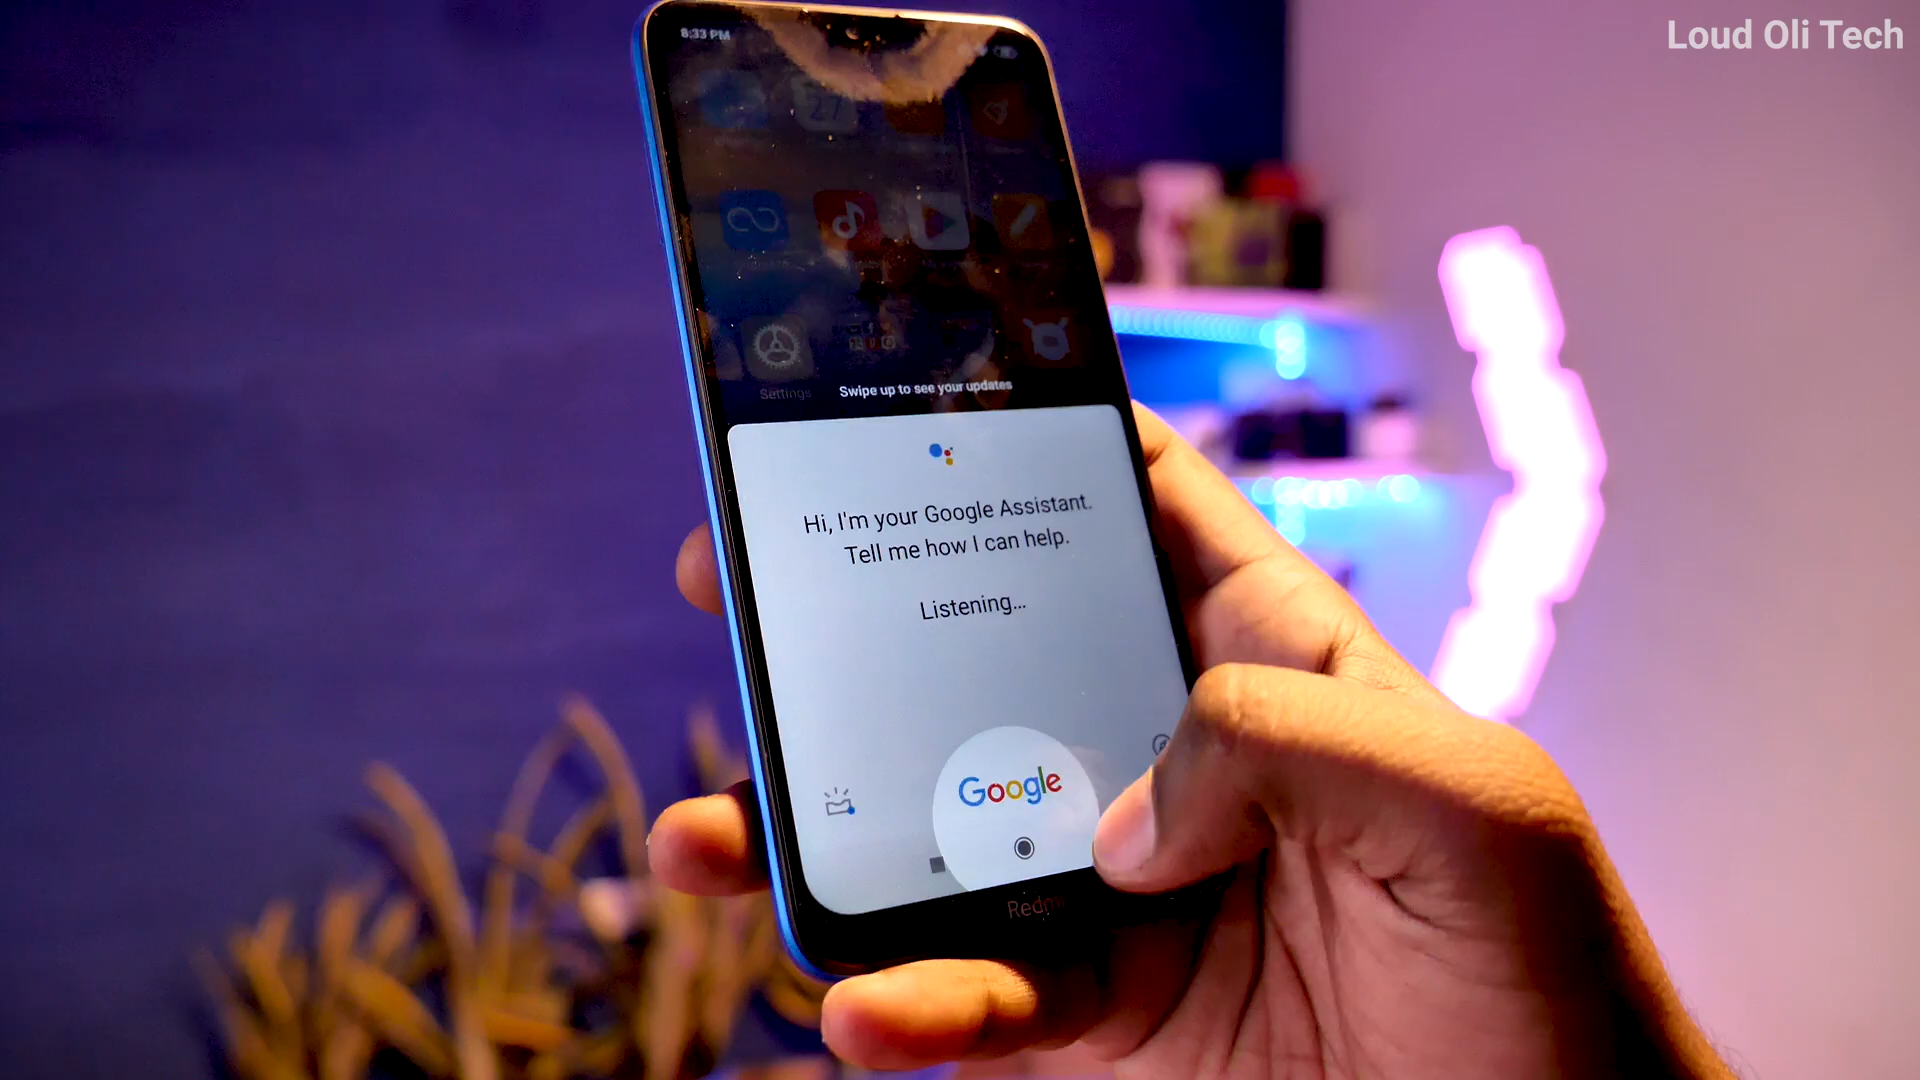 Loud Oli Tech
8:33 PM
27
Settings
Swipe up to see your updates
Hi, I'm your Google Assistant.
Tell me how I can help.
Listening...
Google
Redmi